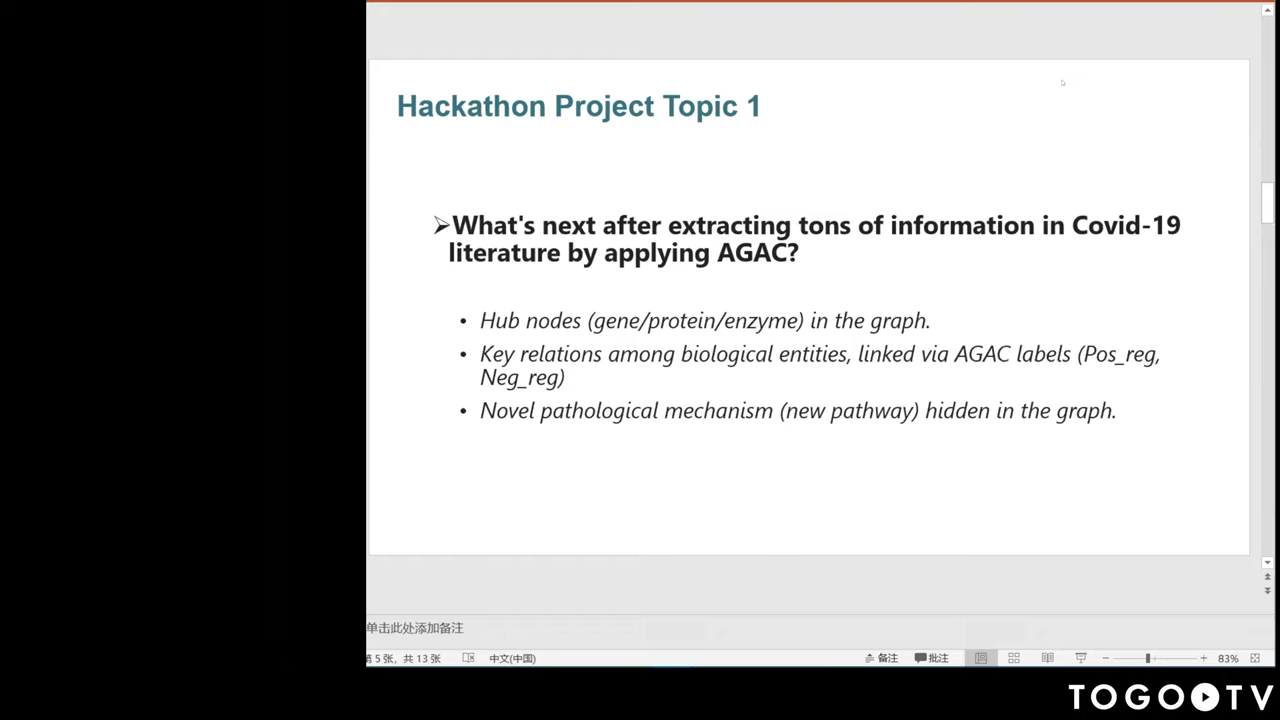 Hackathon Project Topic 1
➢What's next after extracting tons of information in Covid-19
literature by applying AGAC?
• Hub nodes (gene/protein/enzyme) in the graph.
• Key relations among biological entities, linked via AGAC labels (Pos_reg,
Neg_reg)
• Novel pathological mechanism (new pathway) hidden in the graph.
单击此处添加备注
第 5 张，共 13 张 中文(中国) 备注 批注 83%
TOGO TV